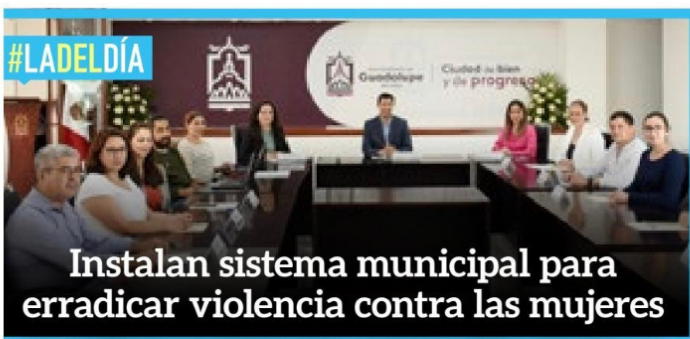 #LADELDÍA
Guadalupe
Ciudad de bien
y de progreso
Instalan sistema municipal para
erradicar violencia contra las mujeres